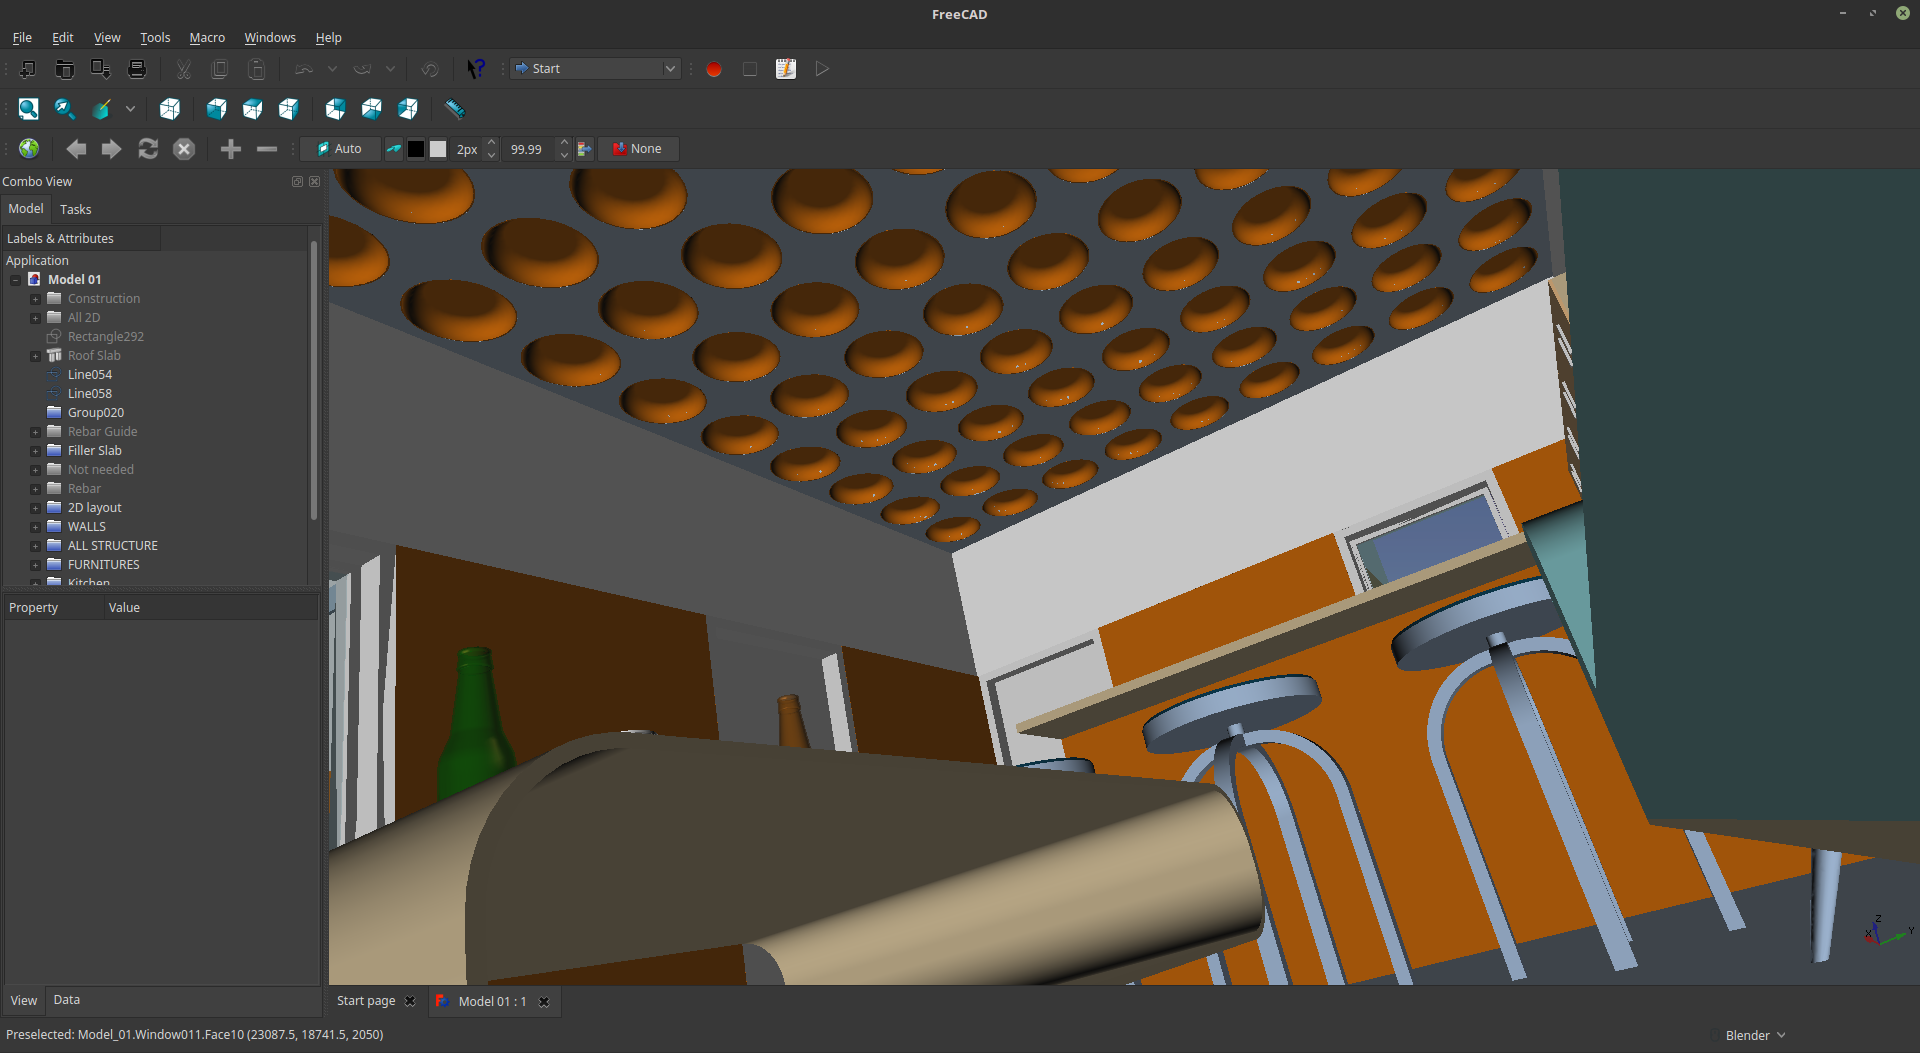 FreeCAD
File Edit View Tools Macro Windows Help
Start
Auto 2px 99.99 None
Combo View
Model Tasks
Labels & Attributes
Application
Model 01
Construction
All 2D
Rectangle292
Roof Slab
Line054
Line058
Group020
Rebar Guide
Filler Slab
Not needed
Rebar
2D layout
WALLS
ALL STRUCTURE
FURNITURES
Kitchen
Property Value
Z
X Y
View Data
Start page Model 01 : 1
Preselected: Model_01.Window011.Face10 (23087.5, 18741.5, 2050)
Blender